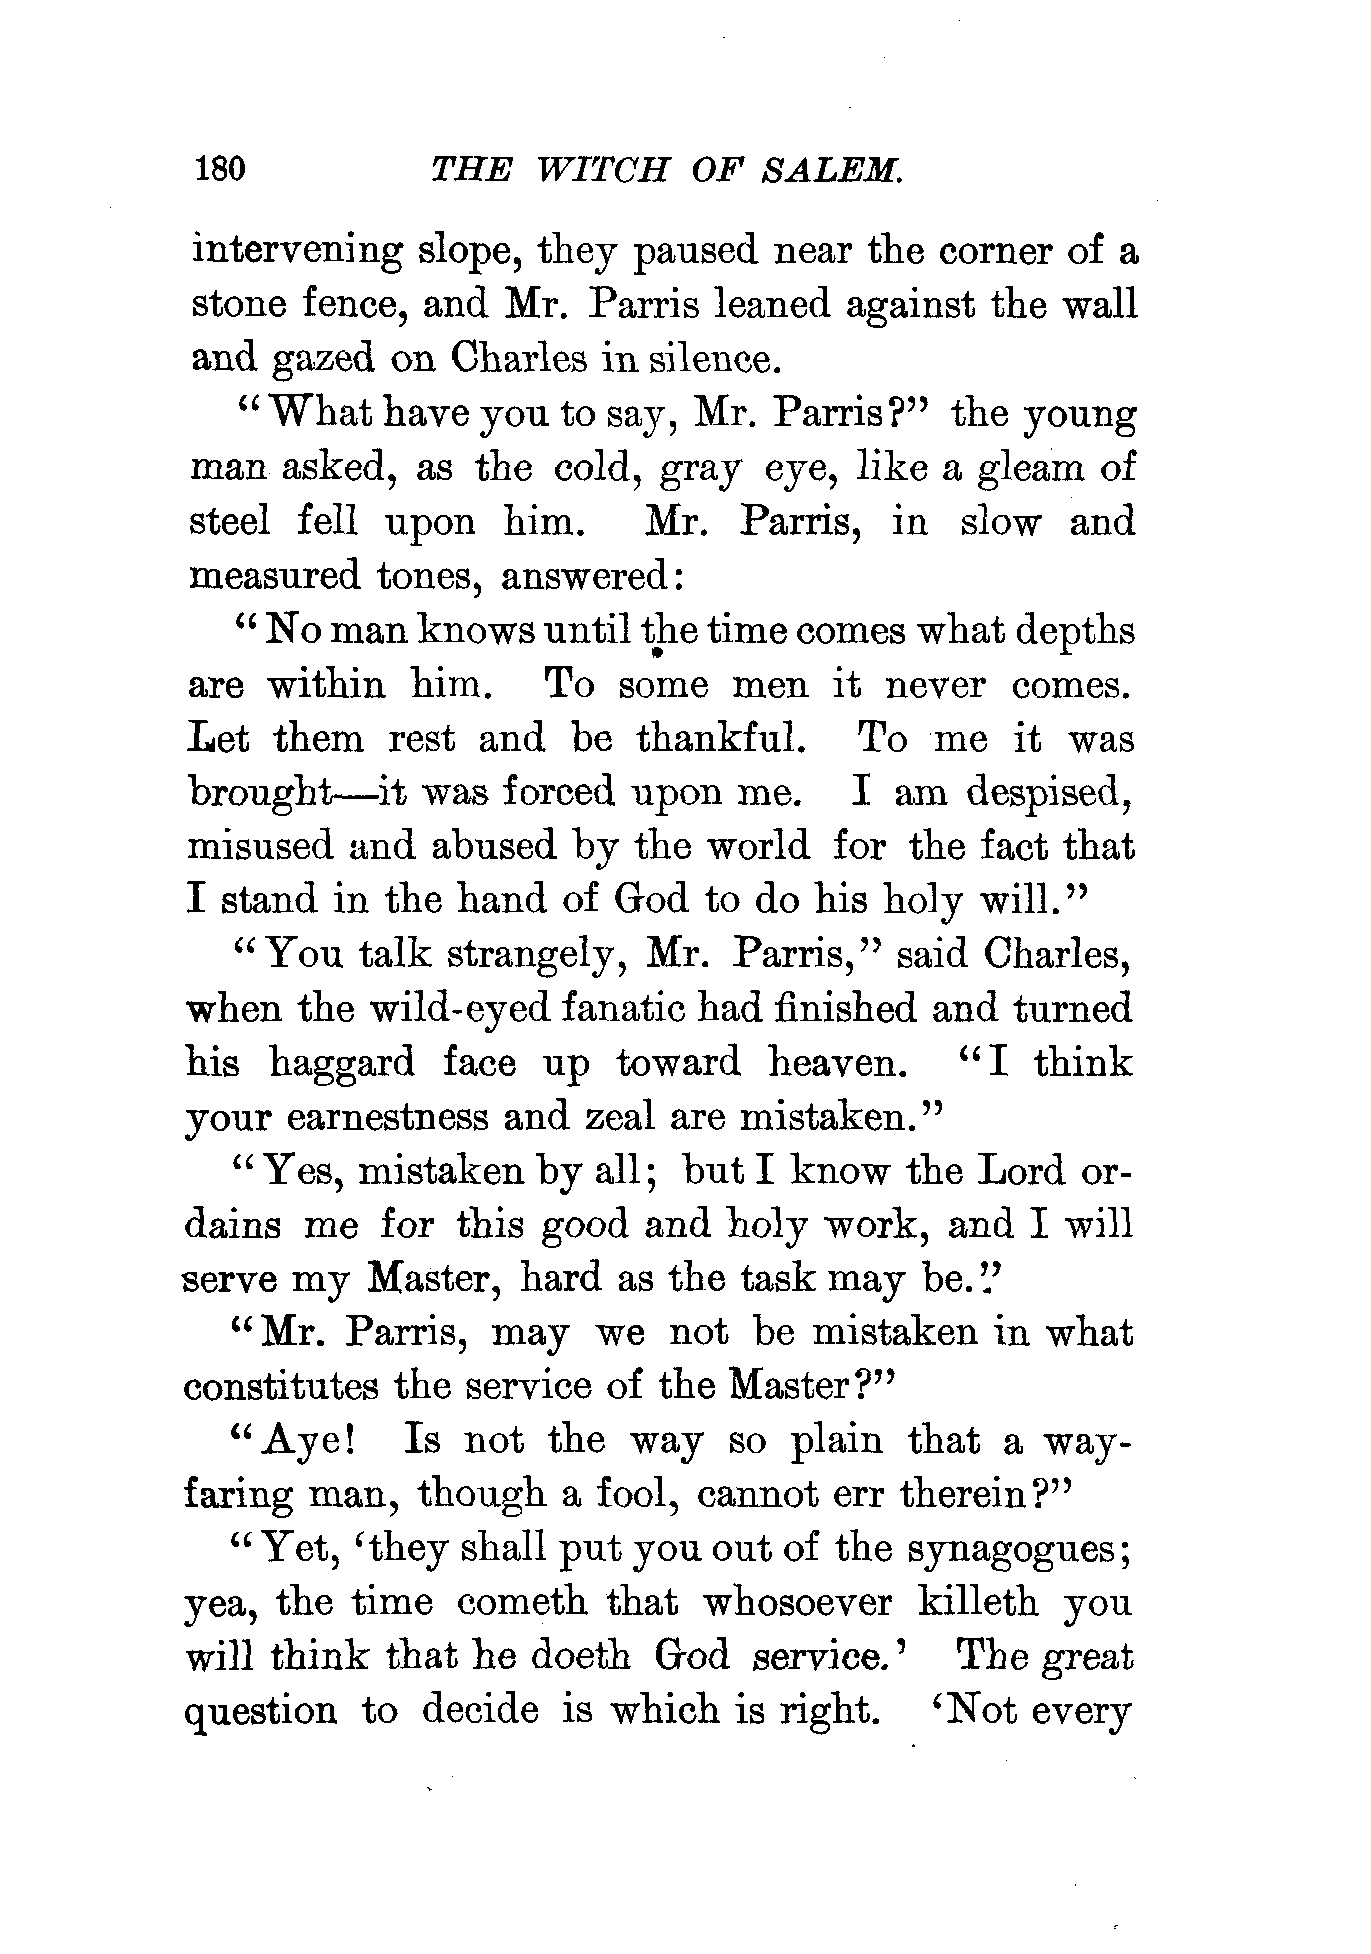 180 THE WITCH OF SALEM.
intervening slope, they paused near the corner of a
stone fence, and Mr. Parris leaned against the wall
and gazed on Charles in silence.
"What have you to say, Mr. Parris?" the young
man asked, as the cold, gray eye, like a gleam of
steel fell upon him. Mr. Parris, in slow and
measured tones, answered:
"No man knows until the time comes what depths
are within him. To some men it never comes.
Let them rest and be thankful. To me it was
brought—it was forced upon me. I am despised,
misused and abused by the world for the fact that
I stand in the hand of God to do his holy will."
"You talk strangely, Mr. Parris," said Charles,
when the wild-eyed fanatic had finished and turned
his haggard face up toward heaven. "I think
your earnestness and zeal are mistaken."
"Yes, mistaken by all; but I know the Lord or-
dains me for this good and holy work, and I will
serve my Master, hard as the task may be."
"Mr. Parris, may we not be mistaken in what
constitutes the service of the Master?"
"Aye! Is not the way so plain that a way-
faring man, though a fool, cannot err therein?"
"Yet, 'they shall put you out of the synagogues;
yea, the time cometh that whosoever killeth you
will think that he doeth God service.' The great
question to decide is which is right. 'Not every